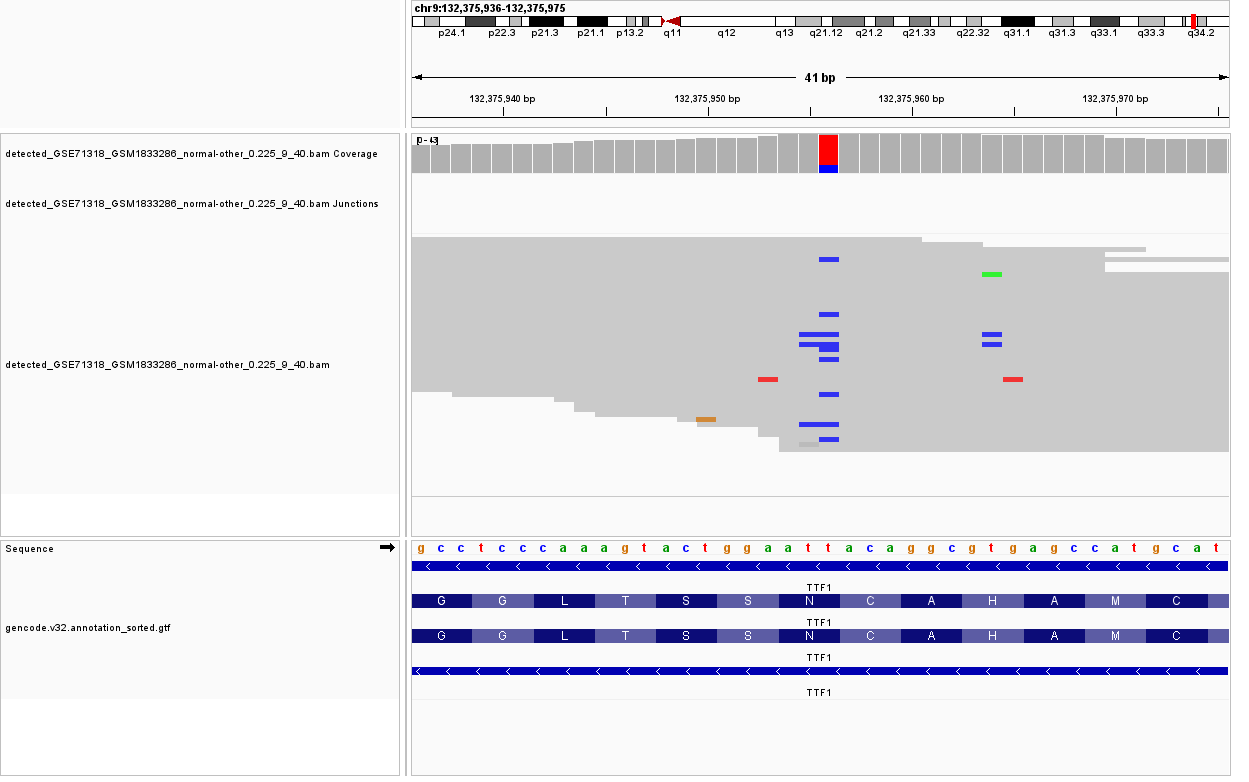 chr9:132,375,936-132,375,975
p24.1 p22.3 p21.3 p21.1 p13.2 q11 q12 q13 q21.12 q21.2 q21.33 q22.32 q31.1 q31.3 q33.1 q33.3 q34.2
41 bp
132,375,940 bp 132,375,950 bp 132,375,960 bp 132,375,970 bp
[0 - 43]
detected_GSE71318_GSM1833286_normal-other_0.225_9_40.bam Coverage
detected_GSE71318_GSM1833286_normal-other_0.225_9_40.bam Junctions
detected_GSE71318_GSM1833286_normal-other_0.225_9_40.bam
Sequence
g c c t c c c a a a g t a c t g g a a t t a c a g g c g t g a g c c a t g c a t
TTF1
G G L T S S N C A H A M C
TTF1
gencode.v32.annotation_sorted.gtf
G G L T S S N C A H A M C
TTF1
TTF1